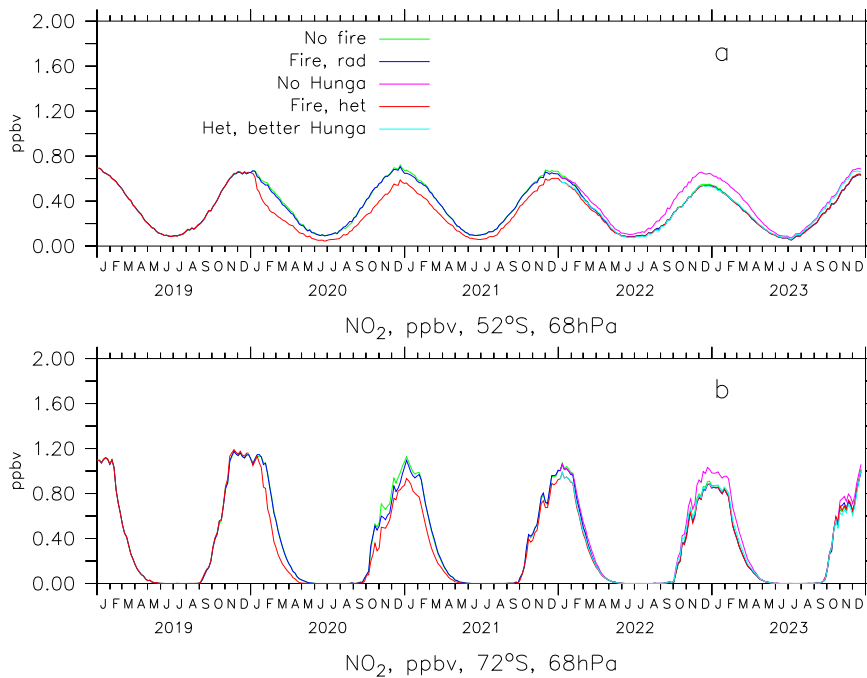 2.00
1.60
1.20
0.80
0.40
0.00
ppbv
No fire
Fire, rad
No Hunga
Fire, het
Het, better Hunga
a
J F M A M J J A S O N D J F M A M J J A S O N D J F M A M J J A S O N D J F M A M J J A S O N D J F M A M J J A S O N D
2019 2020 2021 2022 2023
NO₂, ppbv, 52°S, 68hPa
2.00
1.60
1.20
0.80
0.40
0.00
ppbv
b
J F M A M J J A S O N D J F M A M J J A S O N D J F M A M J J A S O N D J F M A M J J A S O N D J F M A M J J A S O N D
2019 2020 2021 2022 2023
NO₂, ppbv, 72°S, 68hPa